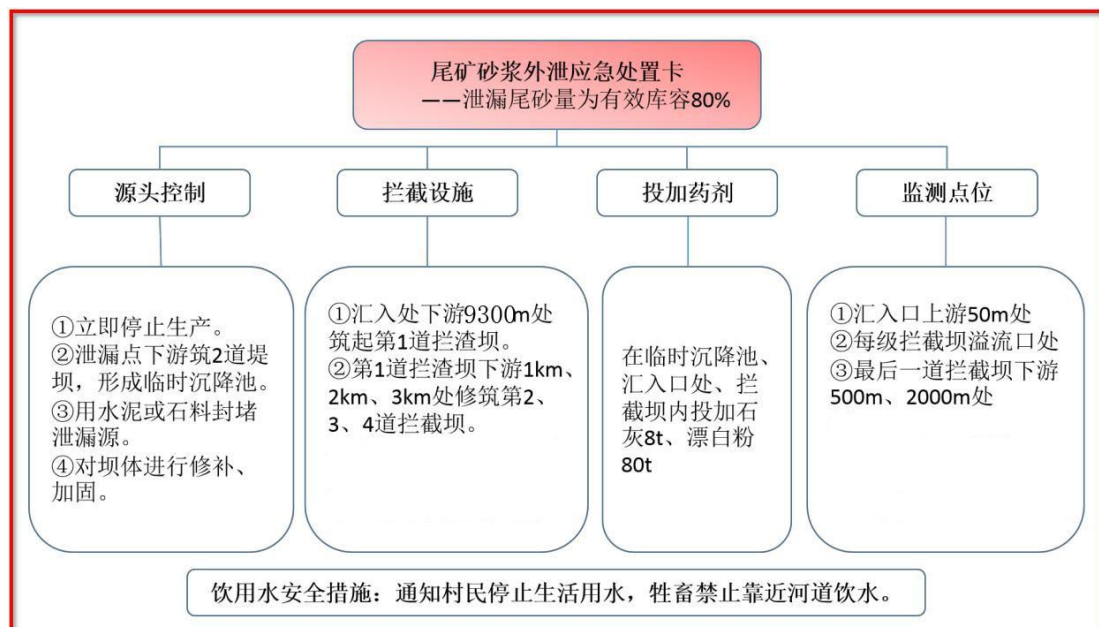 尾矿砂浆外泄应急处置卡
——泄漏尾砂量为有效库容80%
源头控制
拦截设施
投加药剂
监测点位
①立即停止生产。
②泄漏点下游筑2道堤
坝，形成临时沉降池。
③用水泥或石料封堵
泄漏源。
④对坝体进行修补、
加固。
①汇入处下游9300m处
筑起第1道拦渣坝。
②第1道拦渣坝下游1km、
2km、3km处修筑第2、
3、4道拦截坝。
在临时沉降池、
汇入口处、拦
截坝内投加石
灰8t、漂白粉
80t
①汇入口上游50m处
②每级拦截坝溢流口处
③最后一道拦截坝下游
500m、2000m处
饮用水安全措施：通知村民停止生活用水，牲畜禁止靠近河道饮水。